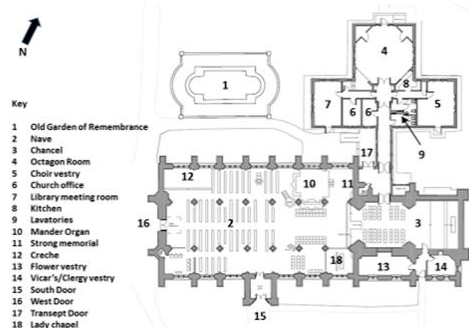 N
Key
1 Old Garden of Remembrance
2 Nave
3 Chancel
4 Octagon Room
5 Choir vestry
6 Church office
7 Library meeting room
8 Kitchen
9 Lavatories
10 Mander Organ
11 Strong memorial
12 Creche
13 Flower vestry
14 Vicar's/Clergy vestry
15 South Door
16 West Door
17 Transept Door
18 Lady chapel
1
4
8
7
6
6
5
17
9
12
10
11
16
2
3
18
13
14
15